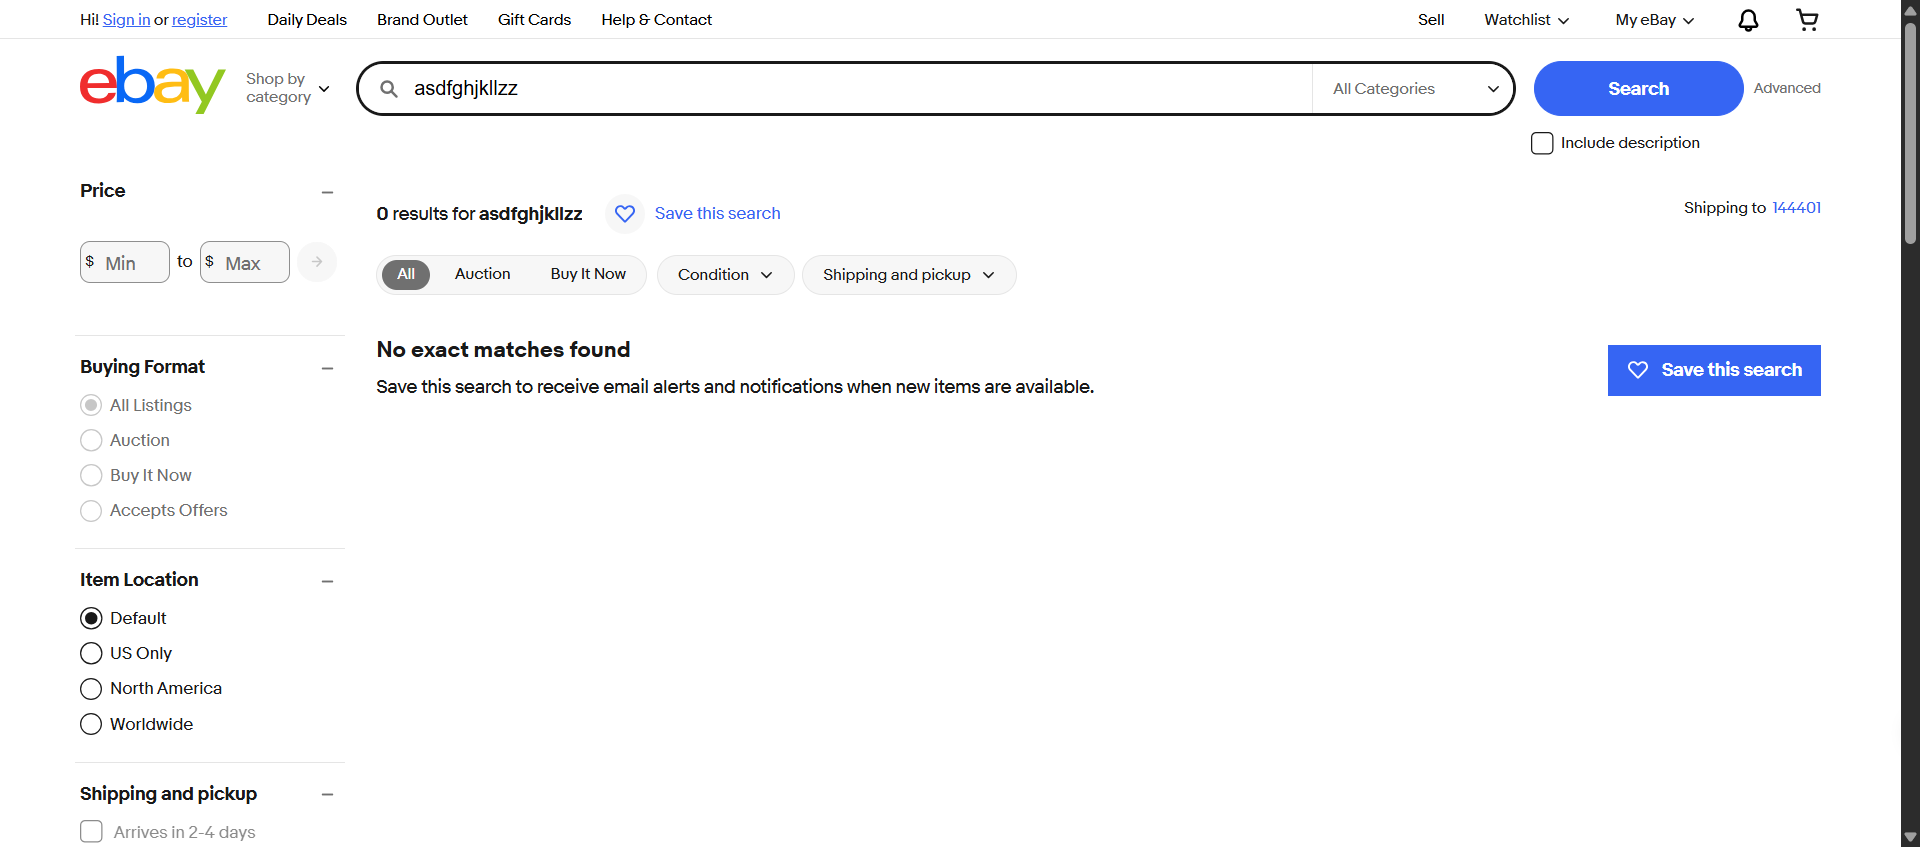 Hi! Sign in or register Daily Deals Brand Outlet Gift Cards Help & Contact Sell Watchlist My eBay
ebay
Shop by
category
asdfghjkllzz
All Categories
Search
Advanced
Include description
Price
$ Min to $ Max
Buying Format
All Listings
Auction
Buy It Now
Accepts Offers
Item Location
Default
US Only
North America
Worldwide
Shipping and pickup
Arrives in 2-4 days
0 results for asdfghjkllzz
Save this search
Shipping to 144401
All Auction Buy It Now Condition Shipping and pickup
No exact matches found
Save this search to receive email alerts and notifications when new items are available.
Save this search